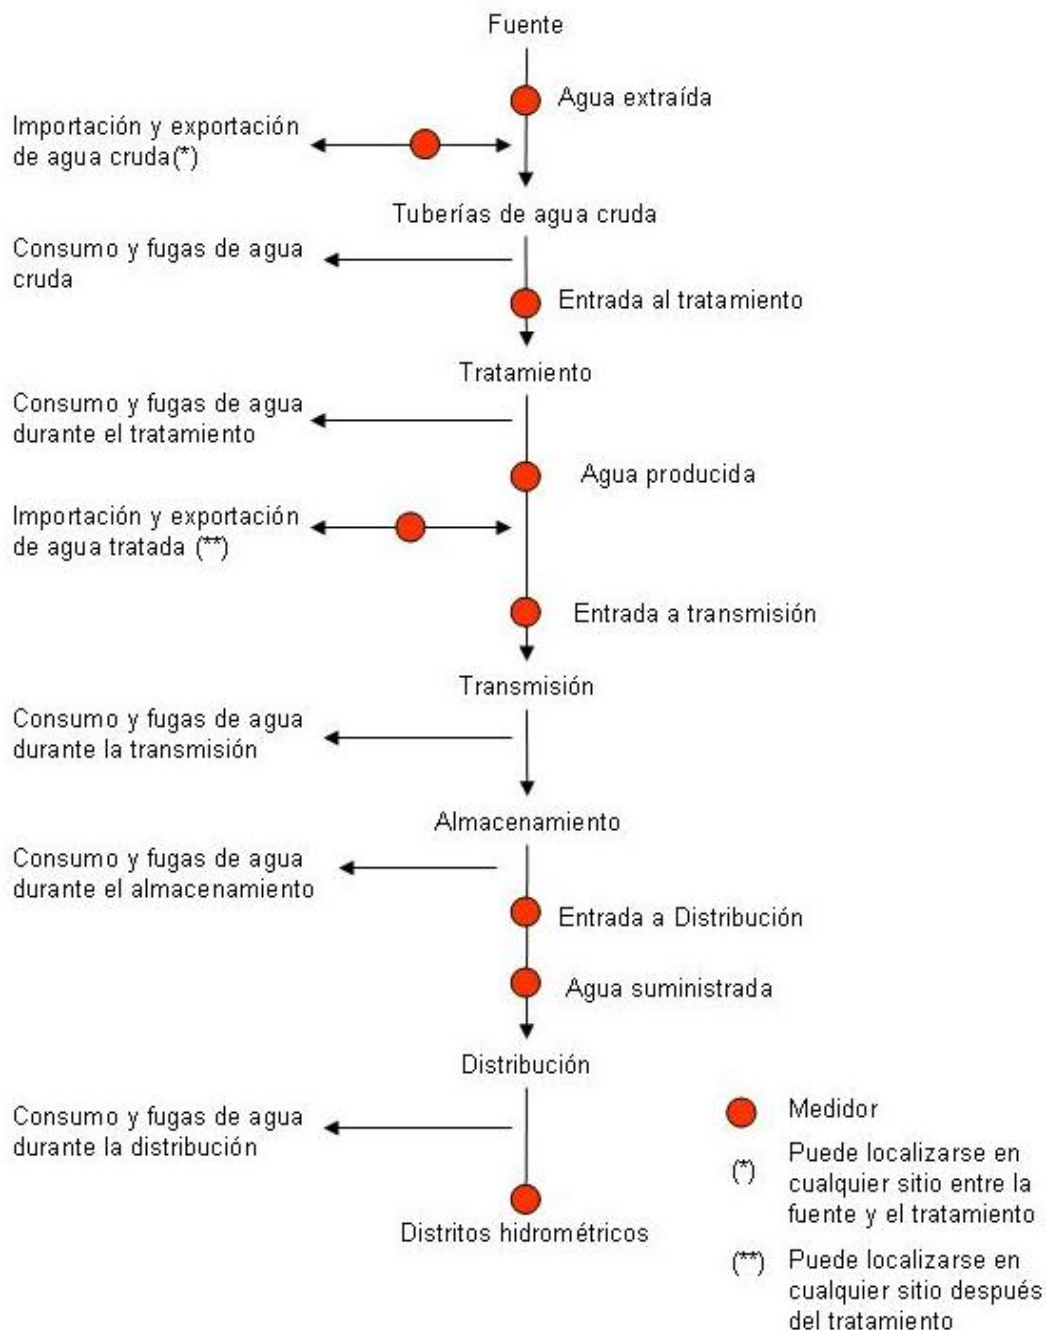 Fuente
Agua extraída
Importación y exportación
de agua cruda(*)
Tuberías de agua cruda
Consumo y fugas de agua
cruda
Entrada al tratamiento
Tratamiento
Consumo y fugas de agua
durante el tratamiento
Agua producida
Importación y exportación
de agua tratada (**)
Entrada a transmisión
Transmisión
Consumo y fugas de agua
durante la transmisión
Almacenamiento
Consumo y fugas de agua
durante el almacenamiento
Entrada a Distribución
Agua suministrada
Distribución
Consumo y fugas de agua
durante la distribución
Distritos hidrométricos
Medidor
(*) Puede localizarse en
cualquier sitio entre la
fuente y el tratamiento
(**) Puede localizarse en
cualquier sitio después
del tratamiento